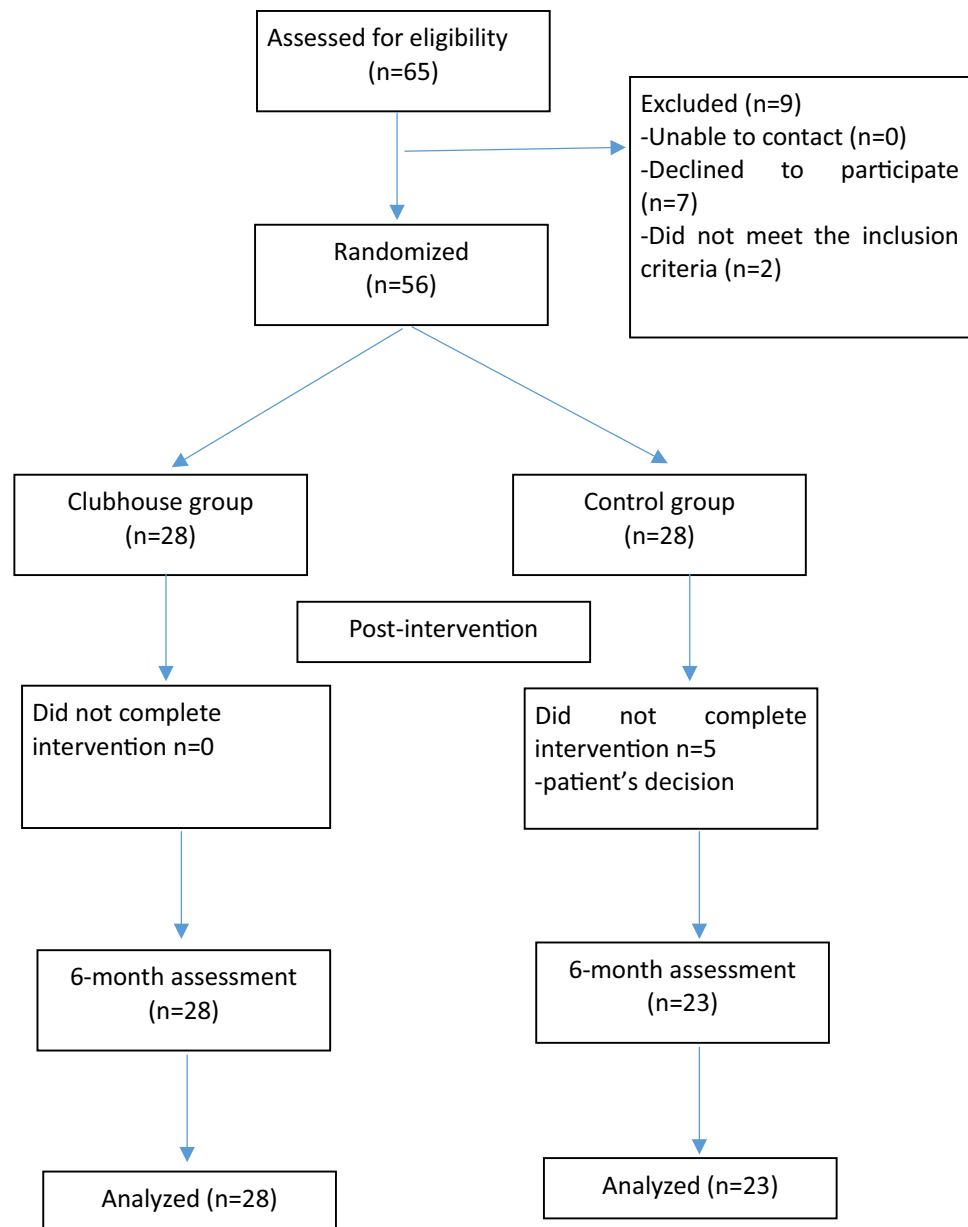 Assessed for eligibility
(n=65)
Excluded (n=9)
-Unable to contact (n=0)
-Declined to participate
(n=7)
-Did not meet the inclusion
criteria (n=2)
Randomized
(n=56)
Clubhouse group
(n=28)
Control group
(n=28)
Post-intervention
Did not complete
intervention n=0
Did not complete
intervention n=5
-patient’s decision
6-month assessment
(n=28)
6-month assessment
(n=23)
Analyzed (n=28)
Analyzed (n=23)